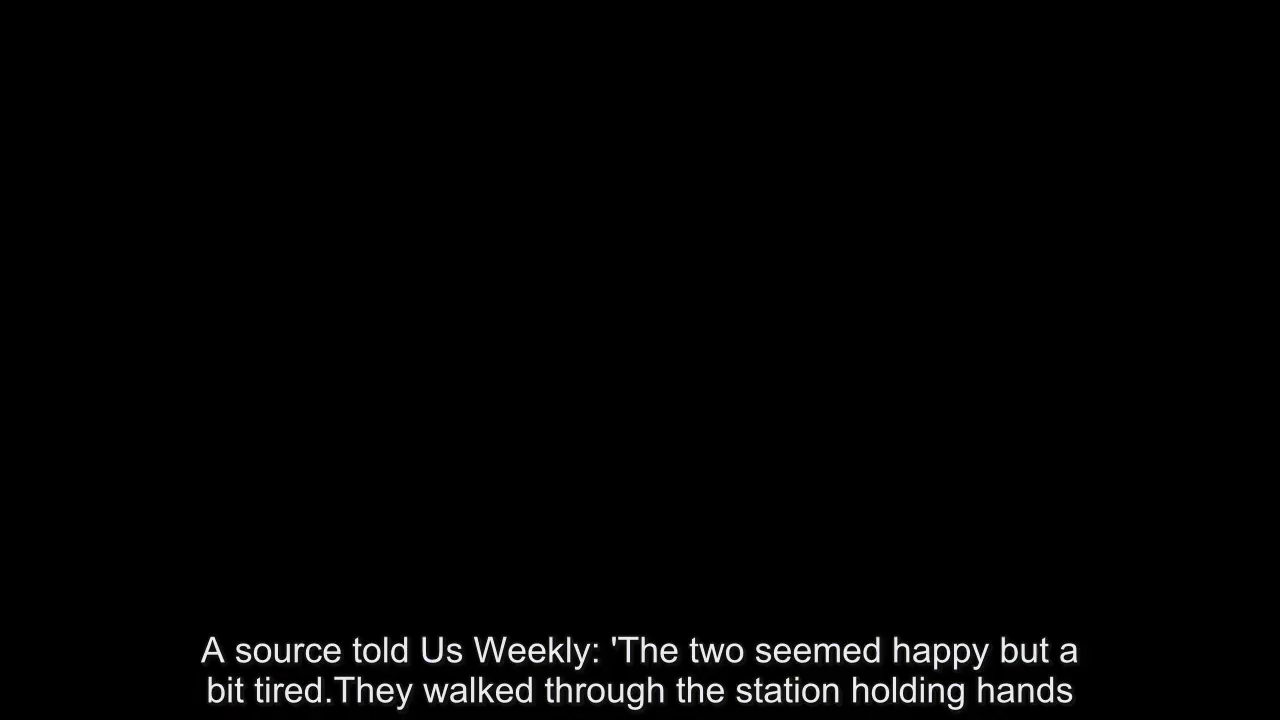 A source told Us Weekly: 'The two seemed happy but a
bit tired.They walked through the station holding hands